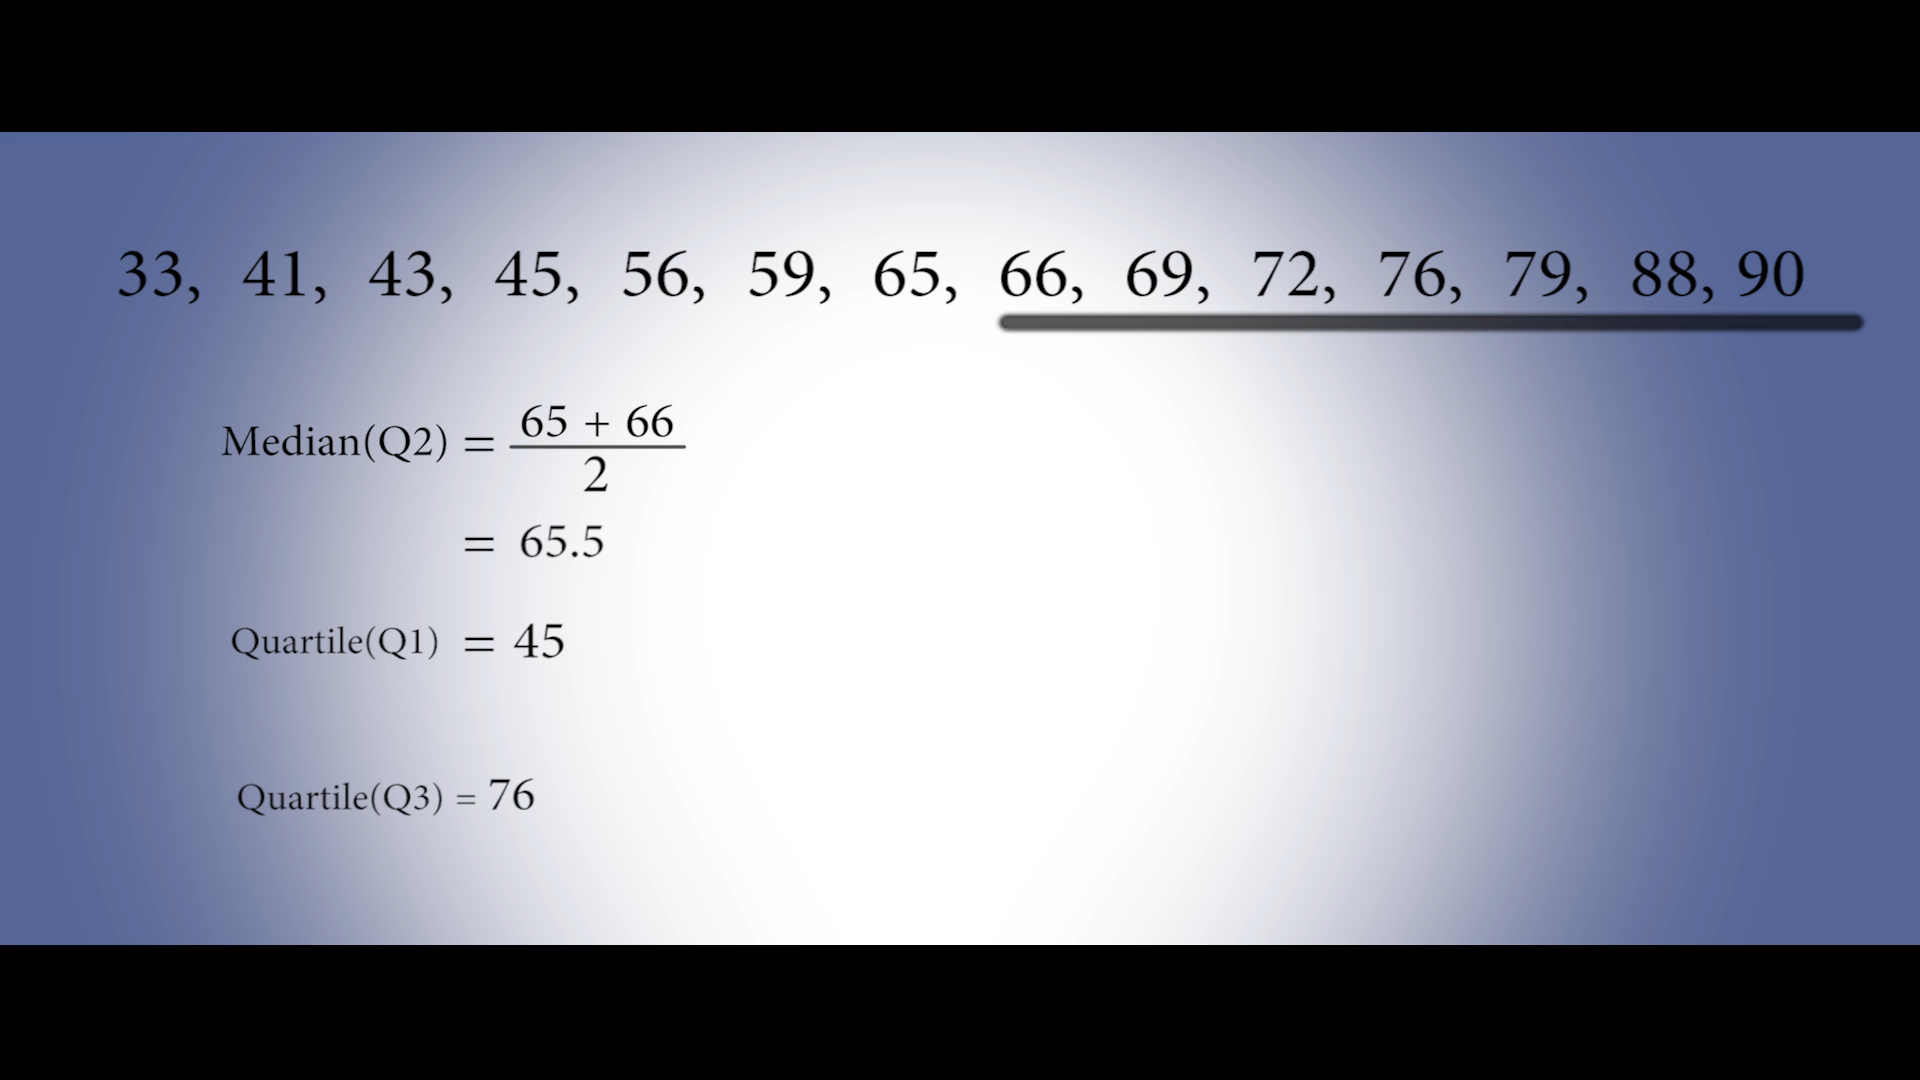 33, 41, 43, 45, 56, 59, 65, 66, 69, 72, 76, 79, 88, 90
Median(Q2) = 65 + 66
2
= 65.5
Quartile(Q1) = 45
Quartile(Q3) = 76